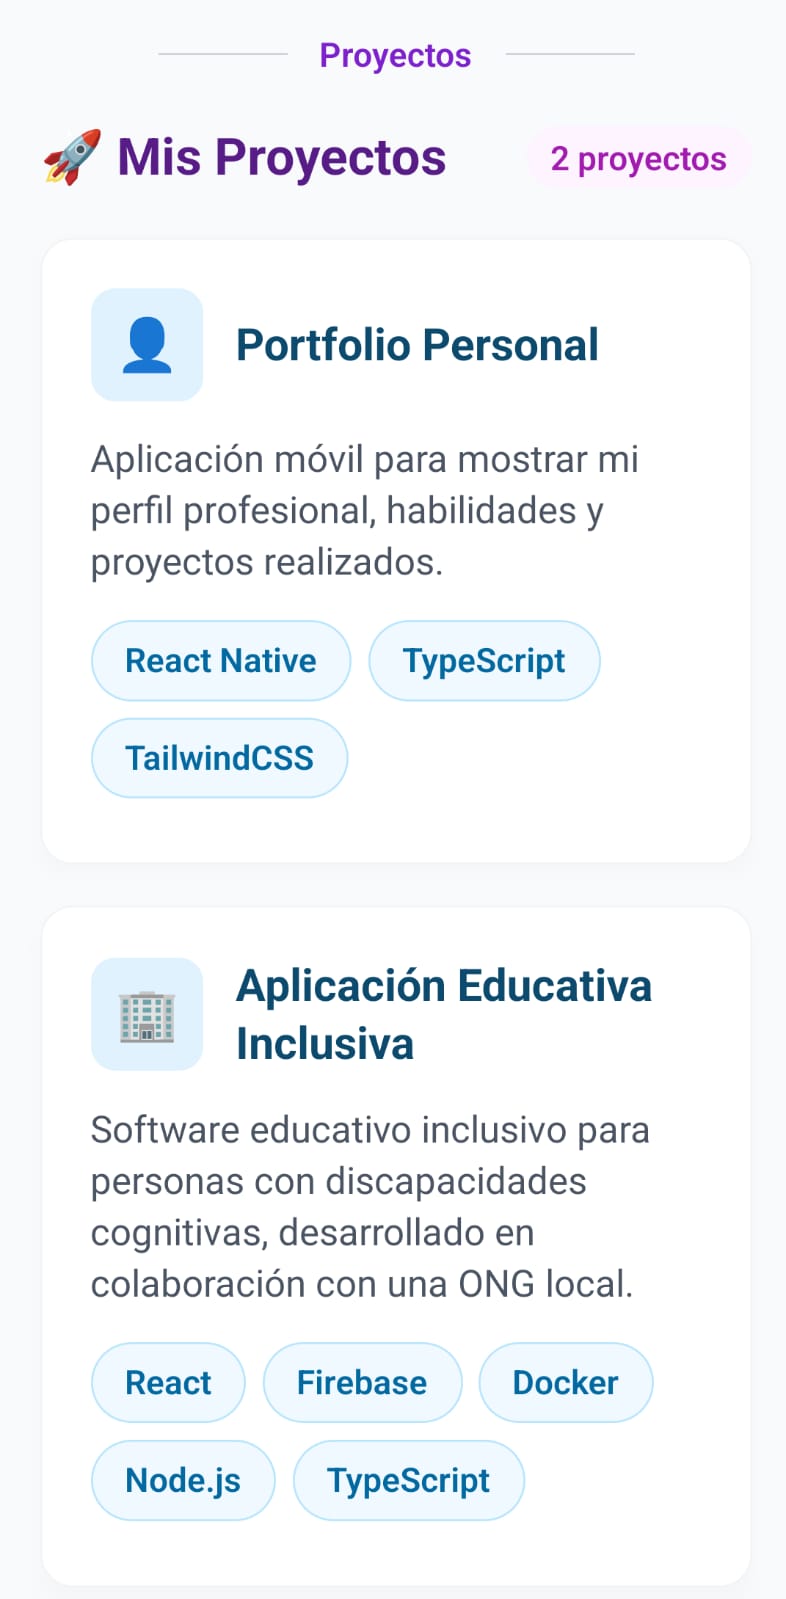 Proyectos
🚀 Mis Proyectos
2 proyectos
Portfolio Personal
Aplicación móvil para mostrar mi
perfil profesional, habilidades y
proyectos realizados.
React Native
TypeScript
TailwindCSS
Aplicación Educativa
Inclusiva
Software educativo inclusivo para
personas con discapacidades
cognitivas, desarrollado en
colaboración con una ONG local.
React
Firebase
Docker
Node.js
TypeScript